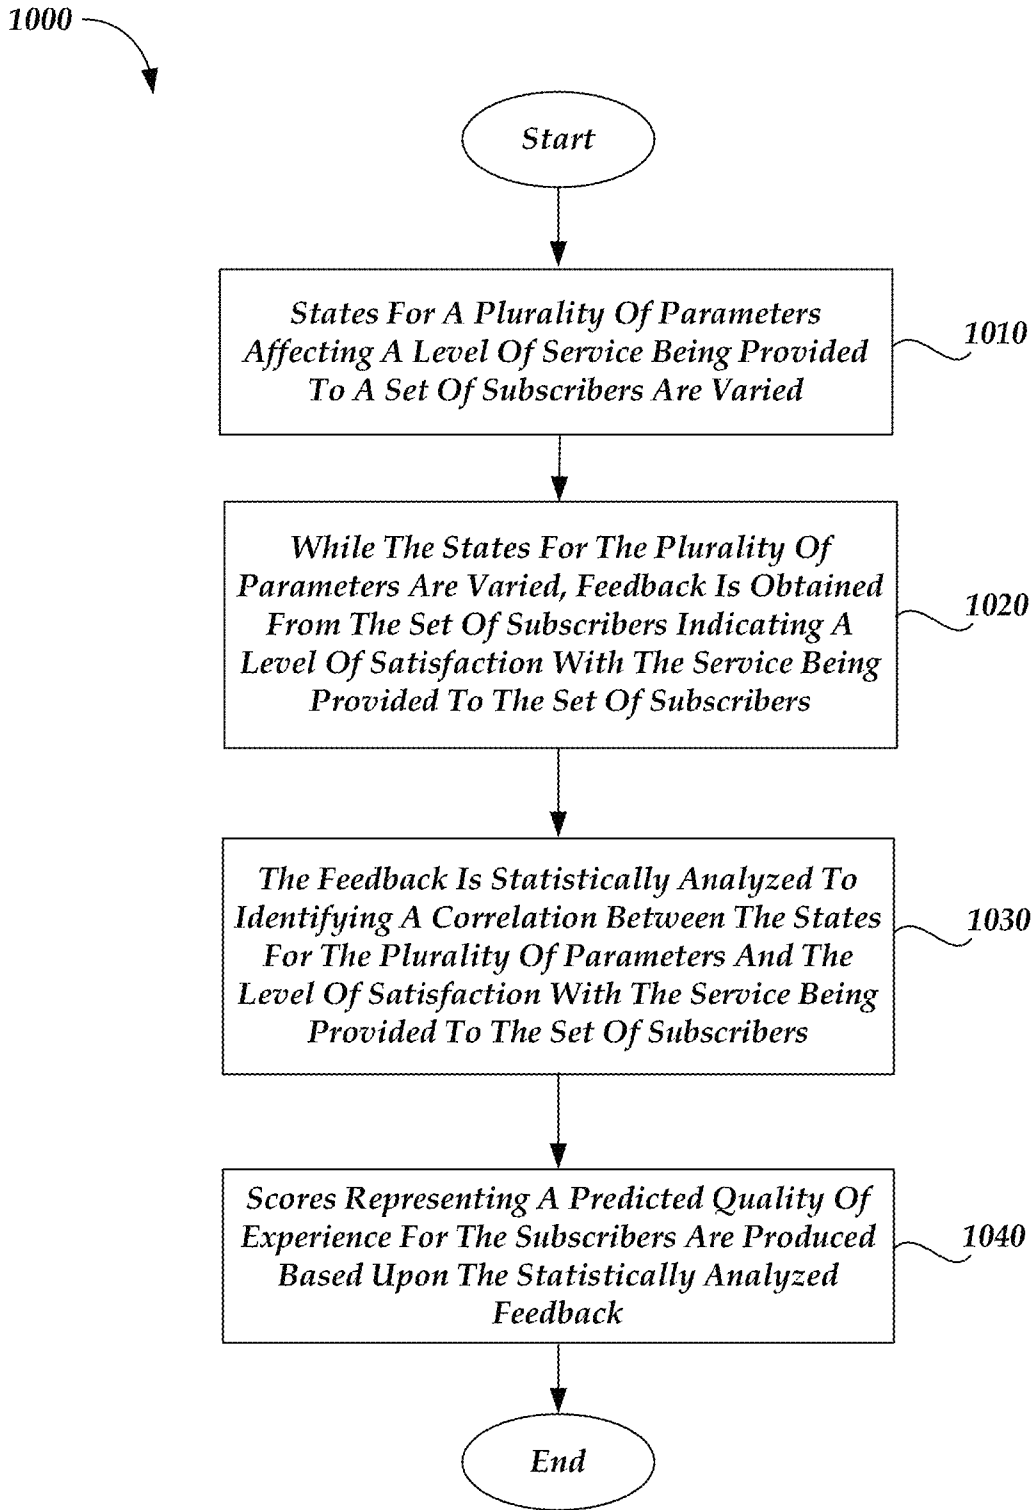 1000
Start
States For A Plurality Of Parameters
Affecting A Level Of Service Being Provided
To A Set Of Subscribers Are Varied
1010
While The States For The Plurality Of
Parameters Are Varied, Feedback Is Obtained
From The Set Of Subscribers Indicating A
Level Of Satisfaction With The Service Being
Provided To The Set Of Subscribers
1020
The Feedback Is Statistically Analyzed To
Identifying A Correlation Between The States
For The Plurality Of Parameters And The
Level Of Satisfaction With The Service Being
Provided To The Set Of Subscribers
1030
Scores Representing A Predicted Quality Of
Experience For The Subscribers Are Produced
Based Upon The Statistically Analyzed
Feedback
1040
End